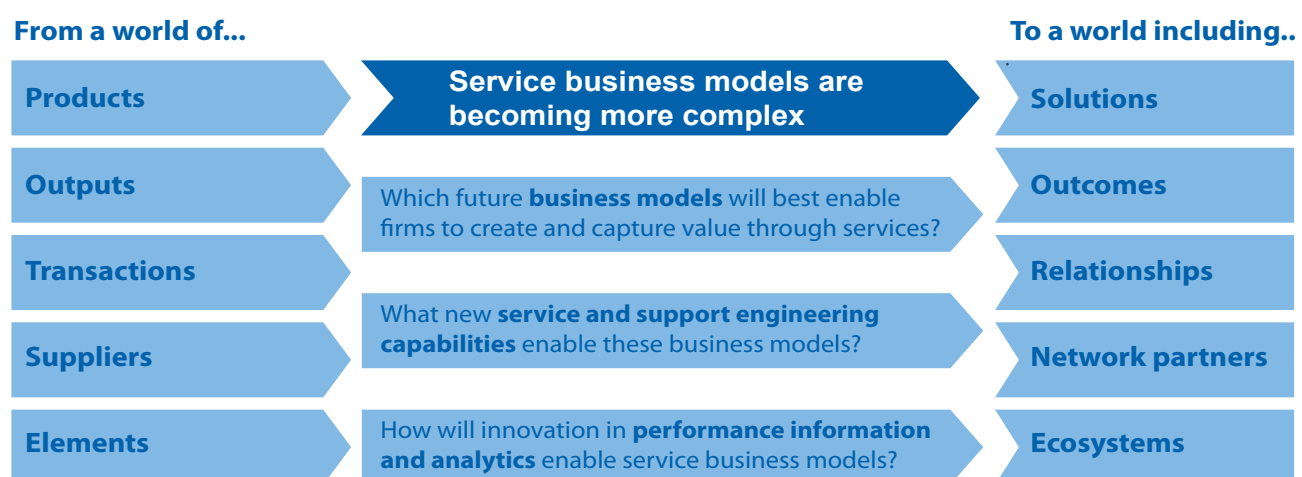 From a world of...
To a world including..
.
Products
Service business models are
becoming more complex
Solutions
Outputs
Which future business models will best enable
firms to create and capture value through services?
Outcomes
Transactions
Relationships
What new service and support engineering
capabilities enable these business models?
Suppliers
Network partners
Elements
How will innovation in performance information
and analytics enable service business models?
Ecosystems